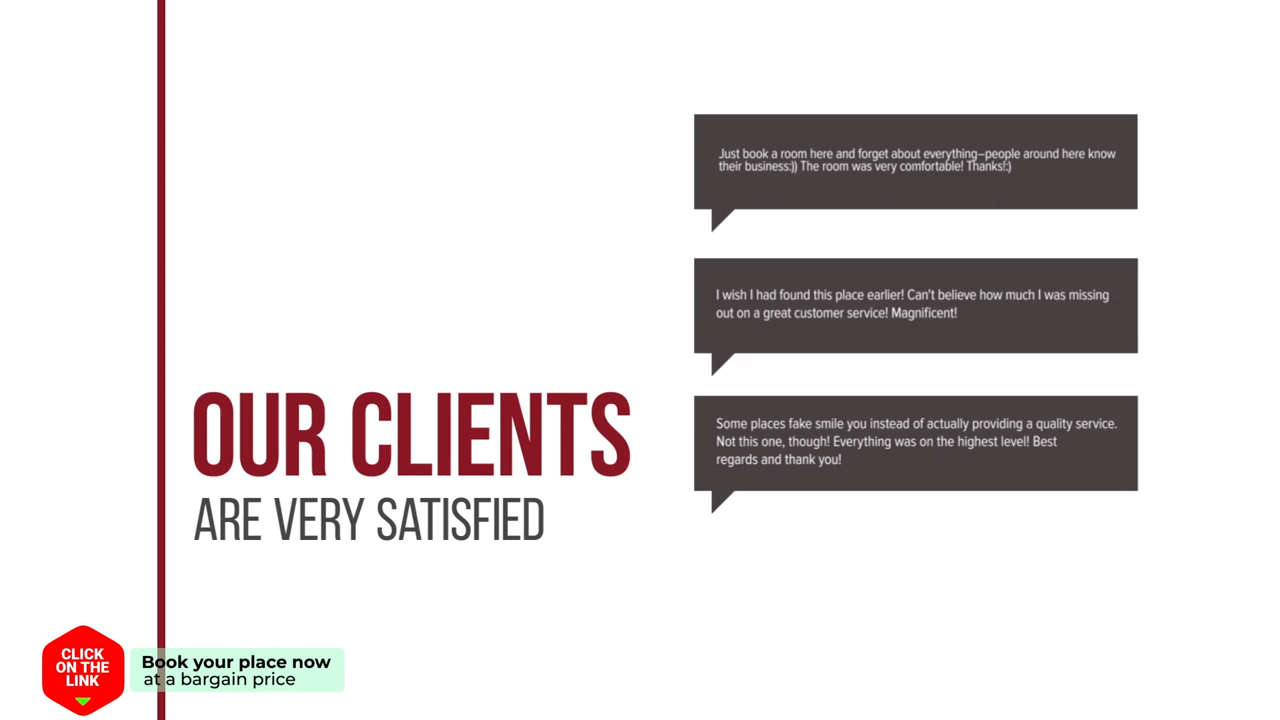 Just book a room here and forget about everything–people around here know
their business:)) The room was very comfortable! Thanks!:)
I wish I had found this place earlier! Can't believe how much I was missing
out on a great customer service! Magnificent!
Some places fake smile you instead of actually providing a quality service.
Not this one, though! Everything was on the highest level! Best
regards and thank you!
OUR CLIENTS
ARE VERY SATISFIED
CLICK
ON THE
LINK
Book your place now
at a bargain price